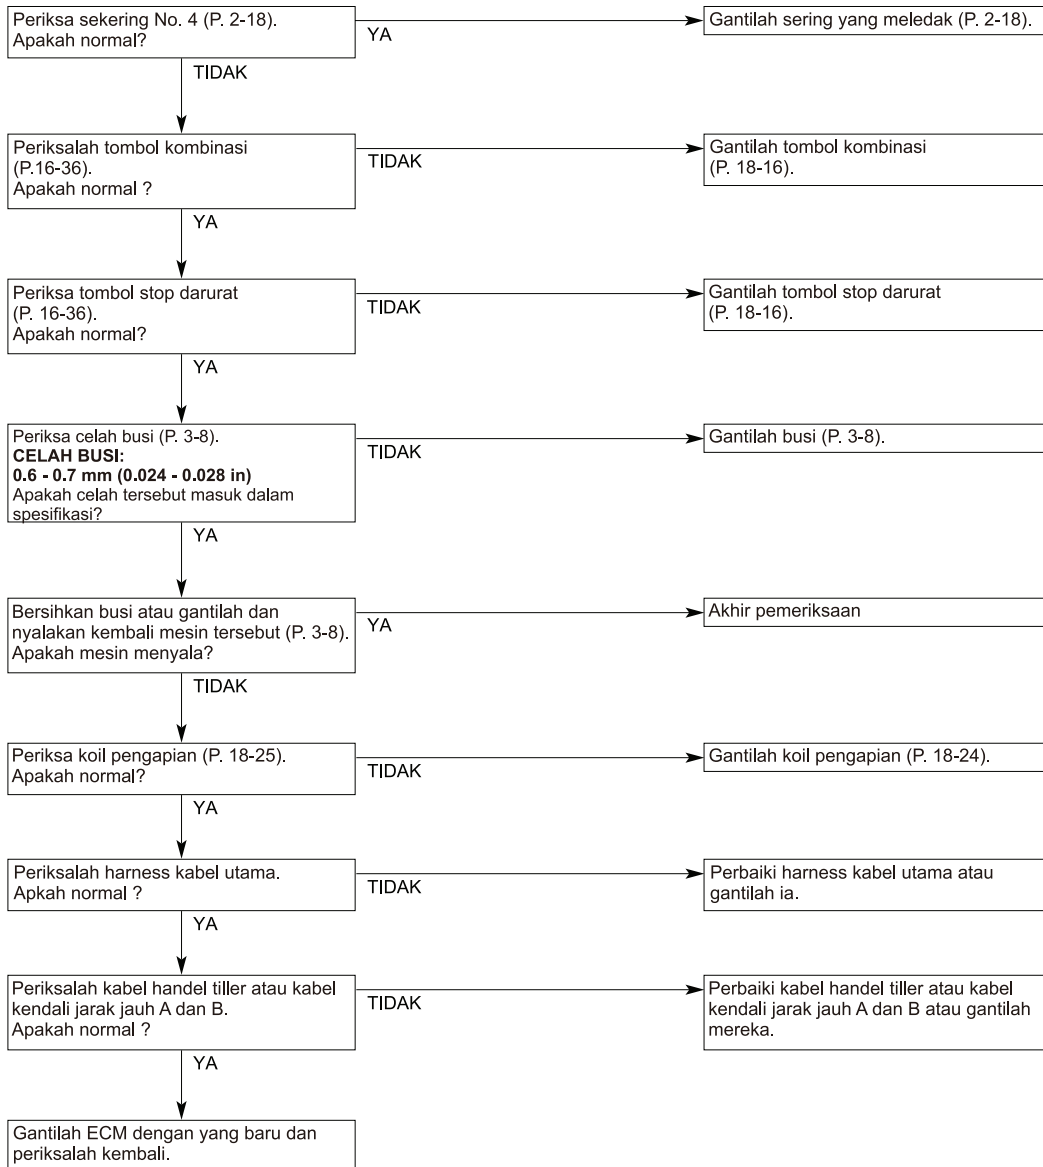 Periksa sekering No. 4 (P. 2-18).
Apakah normal?
YA
Gantilah sering yang meledak (P. 2-18).
TIDAK
Periksalah tombol kombinasi
(P.16-36).
Apakah normal ?
TIDAK
Gantilah tombol kombinasi
(P. 18-16).
YA
Periksa tombol stop darurat
(P. 16-36).
Apakah normal?
TIDAK
Gantilah tombol stop darurat
(P. 18-16).
YA
Periksa celah busi (P. 3-8).
CELAH BUSI:
0.6 - 0.7 mm (0.024 - 0.028 in)
Apakah celah tersebut masuk dalam
spesifikasi?
TIDAK
Gantilah busi (P. 3-8).
YA
Bersihkan busi atau gantilah dan
nyalakan kembali mesin tersebut (P. 3-8).
Apakah mesin menyala?
YA
Akhir pemeriksaan
TIDAK
Periksa koil pengapian (P. 18-25).
Apakah normal?
TIDAK
Gantilah koil pengapian (P. 18-24).
YA
Periksalah harness kabel utama.
Apkah normal ?
TIDAK
Perbaiki harness kabel utama atau
gantilah ia.
YA
Periksalah kabel handel tiller atau kabel
kendali jarak jauh A dan B.
Apakah normal ?
TIDAK
Perbaiki kabel handel tiller atau kabel
kendali jarak jauh A dan B atau gantilah
mereka.
YA
Gantilah ECM dengan yang baru dan
periksalah kembali.